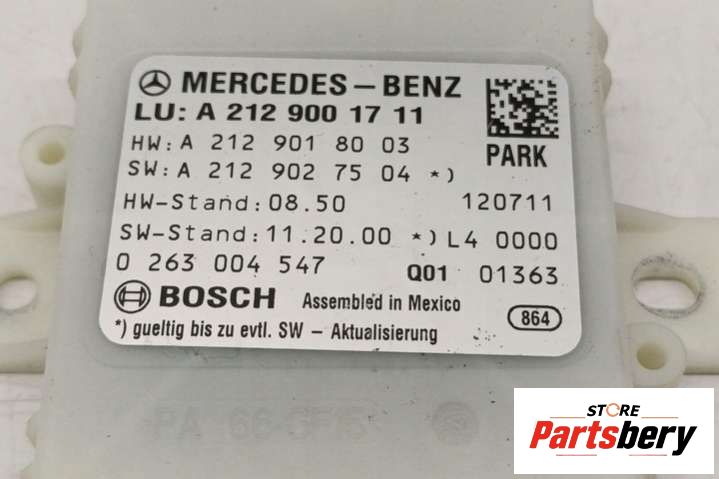 MERCEDES-BENZ
LU: A 212 900 17 11
PARK
HW: A 212 901 80 03
SW: A 212 902 75 04 *)
HW-Stand: 08.50 120711
SW-Stand: 11.20.00 *) L4 0000
0 263 004 547 Q01 01363
BOSCH Assembled in Mexico 864
*) gueltig bis zu evtl. SW – Aktualisierung
PA 66
STORE
Partsbery